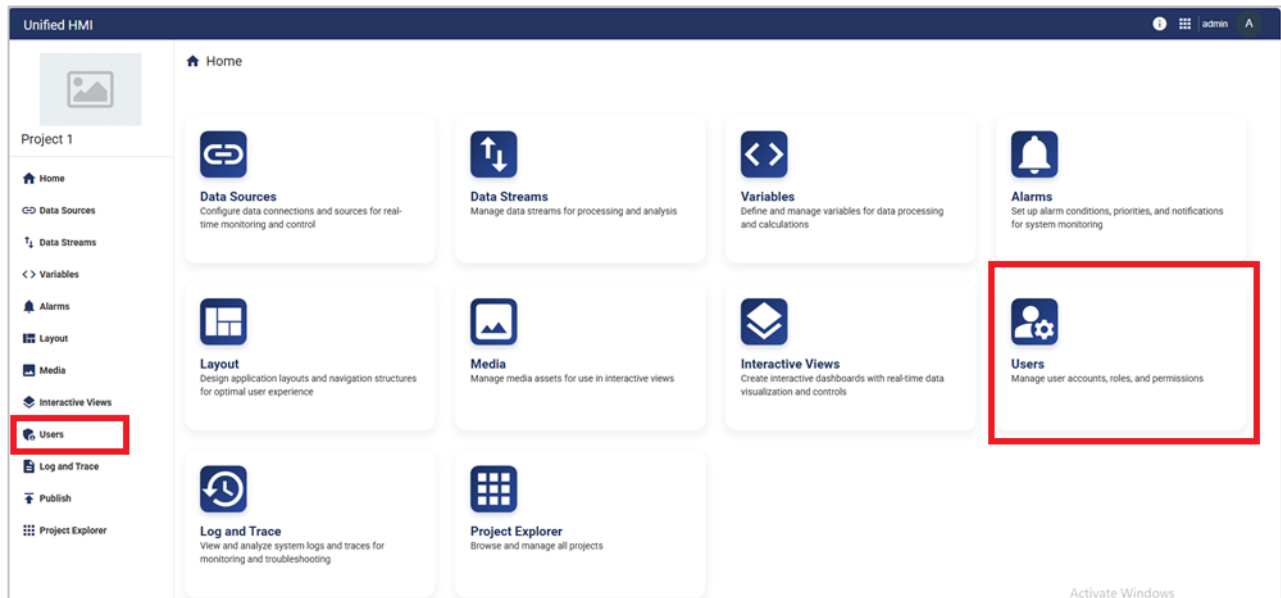 Unified HMI
admin A
Home
Project 1
Home
Data Sources
Data Streams
Variables
Alarms
Layout
Media
Interactive Views
Users
Log and Trace
Publish
Project Explorer
Data Sources
Configure data connections and sources for real-
time monitoring and control
Data Streams
Manage data streams for processing and analysis
Variables
Define and manage variables for data processing
and calculations
Alarms
Set up alarm conditions, priorities, and notifications
for system monitoring
Layout
Design application layouts and navigation structures
for optimal user experience
Media
Manage media assets for use in interactive views
Interactive Views
Create interactive dashboards with real-time data
visualization and controls
Users
Manage user accounts, roles, and permissions
Log and Trace
View and analyze system logs and traces for
monitoring and troubleshooting
Project Explorer
Browse and manage all projects
Activate Windows